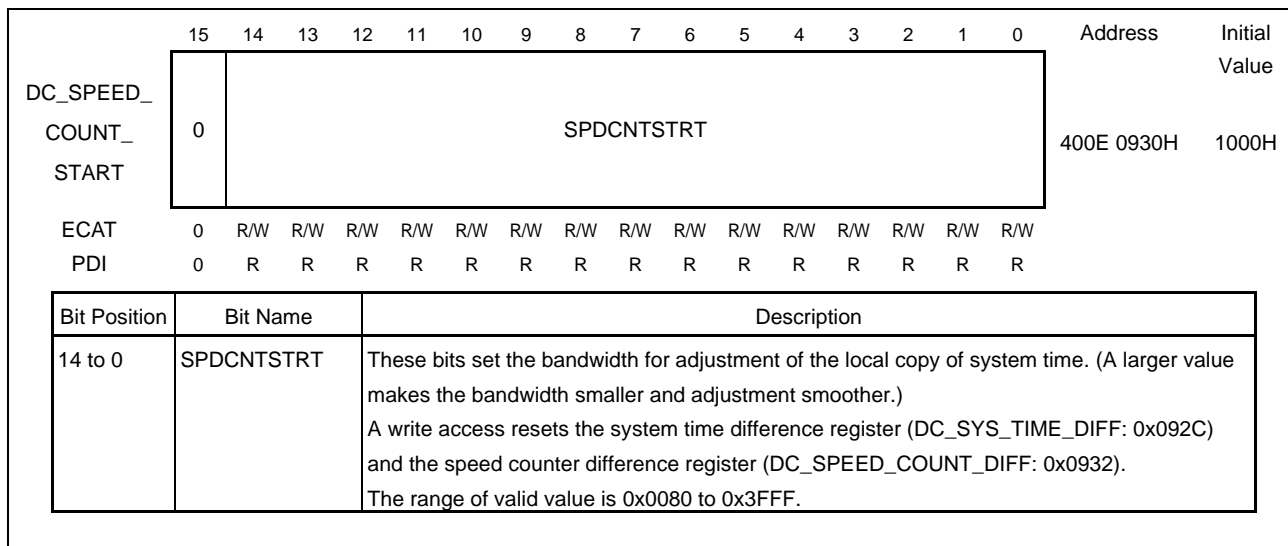 15 14 13 12 11 10 9 8 7 6 5 4 3 2 1 0 Address Initial
Value
DC_SPEED_
COUNT_
START
0 SPDCNTSTRT 400E 0930H 1000H
ECAT 0 R/W R/W R/W R/W R/W R/W R/W R/W R/W R/W R/W R/W R/W R/W R/W
PDI 0 R R R R R R R R R R R R R R R
Bit Position Bit Name Description
14 to 0 SPDCNTSTRT These bits set the bandwidth for adjustment of the local copy of system time. (A larger value
makes the bandwidth smaller and adjustment smoother.)
A write access resets the system time difference register (DC_SYS_TIME_DIFF: 0x092C)
and the speed counter difference register (DC_SPEED_COUNT_DIFF: 0x0932).
The range of valid value is 0x0080 to 0x3FFF.